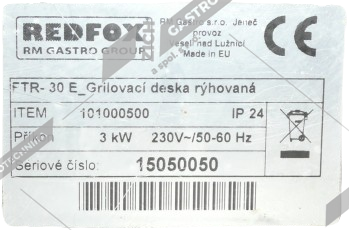 REDFOX
RM GASTRO GROUP
RM Gastro s.r.o. Jeneč
provoz
Veselí nad Lužnicí
Made in EU
CE
FTR- 30 E_Grilovací deska rýhovaná
ITEM 101000500 IP 24
Příkon 3 kW 230V~/50-60 Hz
Seriové číslo: 15050050